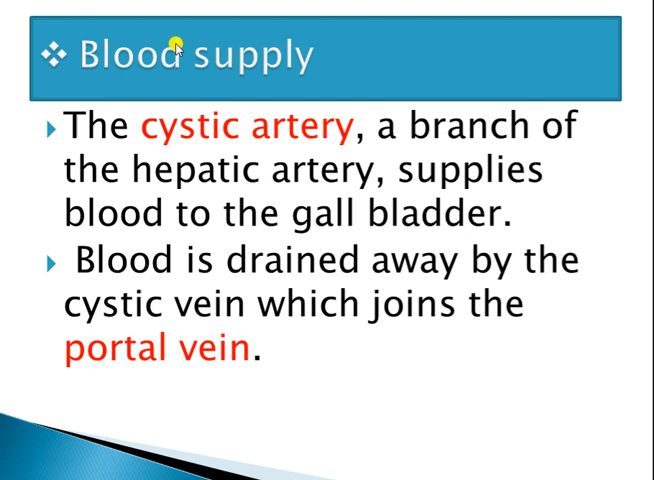 Blood supply
The cystic artery, a branch of
the hepatic artery, supplies
blood to the gall bladder.
Blood is drained away by the
cystic vein which joins the
portal vein.